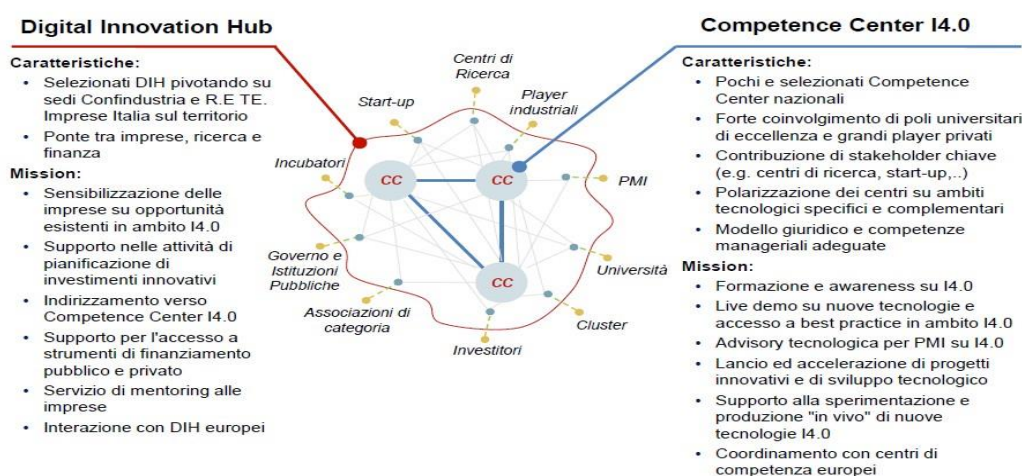 Digital Innovation Hub
Caratteristiche:
• Selezionati DIH pivotando su
sedi Confindustria e R.E TE.
Imprese Italia sul territorio
• Ponte tra imprese, ricerca e
finanza
Mission:
• Sensibilizzazione delle
imprese su opportunità
esistenti in ambito I4.0
• Supporto nelle attività di
pianificazione di
investimenti innovativi
• Indirizzamento verso
Competence Center I4.0
• Supporto per l'accesso a
strumenti di finanziamento
pubblico e privato
• Servizio di mentoring alle
imprese
• Interazione con DIH europei
Centri di
Ricerca
Start-up
Player
industriali
Incubatori
CC
CC
PMI
Governo e
Istituzioni
Pubbliche
CC
Università
Associazioni di
categoria
Cluster
Investitori
Competence Center I4.0
Caratteristiche:
• Pochi e selezionati Competence
Center nazionali
• Forte coinvolgimento di poli universitari
di eccellenza e grandi player privati
• Contribuzione di stakeholder chiave
(e.g. centri di ricerca, start-up,..)
• Polarizzazione dei centri su ambiti
tecnologici specifici e complementari
• Modello giuridico e competenze
manageriali adeguate
Mission:
• Formazione e awareness su I4.0
• Live demo su nuove tecnologie e
accesso a best practice in ambito I4.0
• Advisory tecnologica per PMI su I4.0
• Lancio ed accelerazione di progetti
innovativi e di sviluppo tecnologico
• Supporto alla sperimentazione e
produzione "in vivo" di nuove
tecnologie I4.0
• Coordinamento con centri di
competenza europei